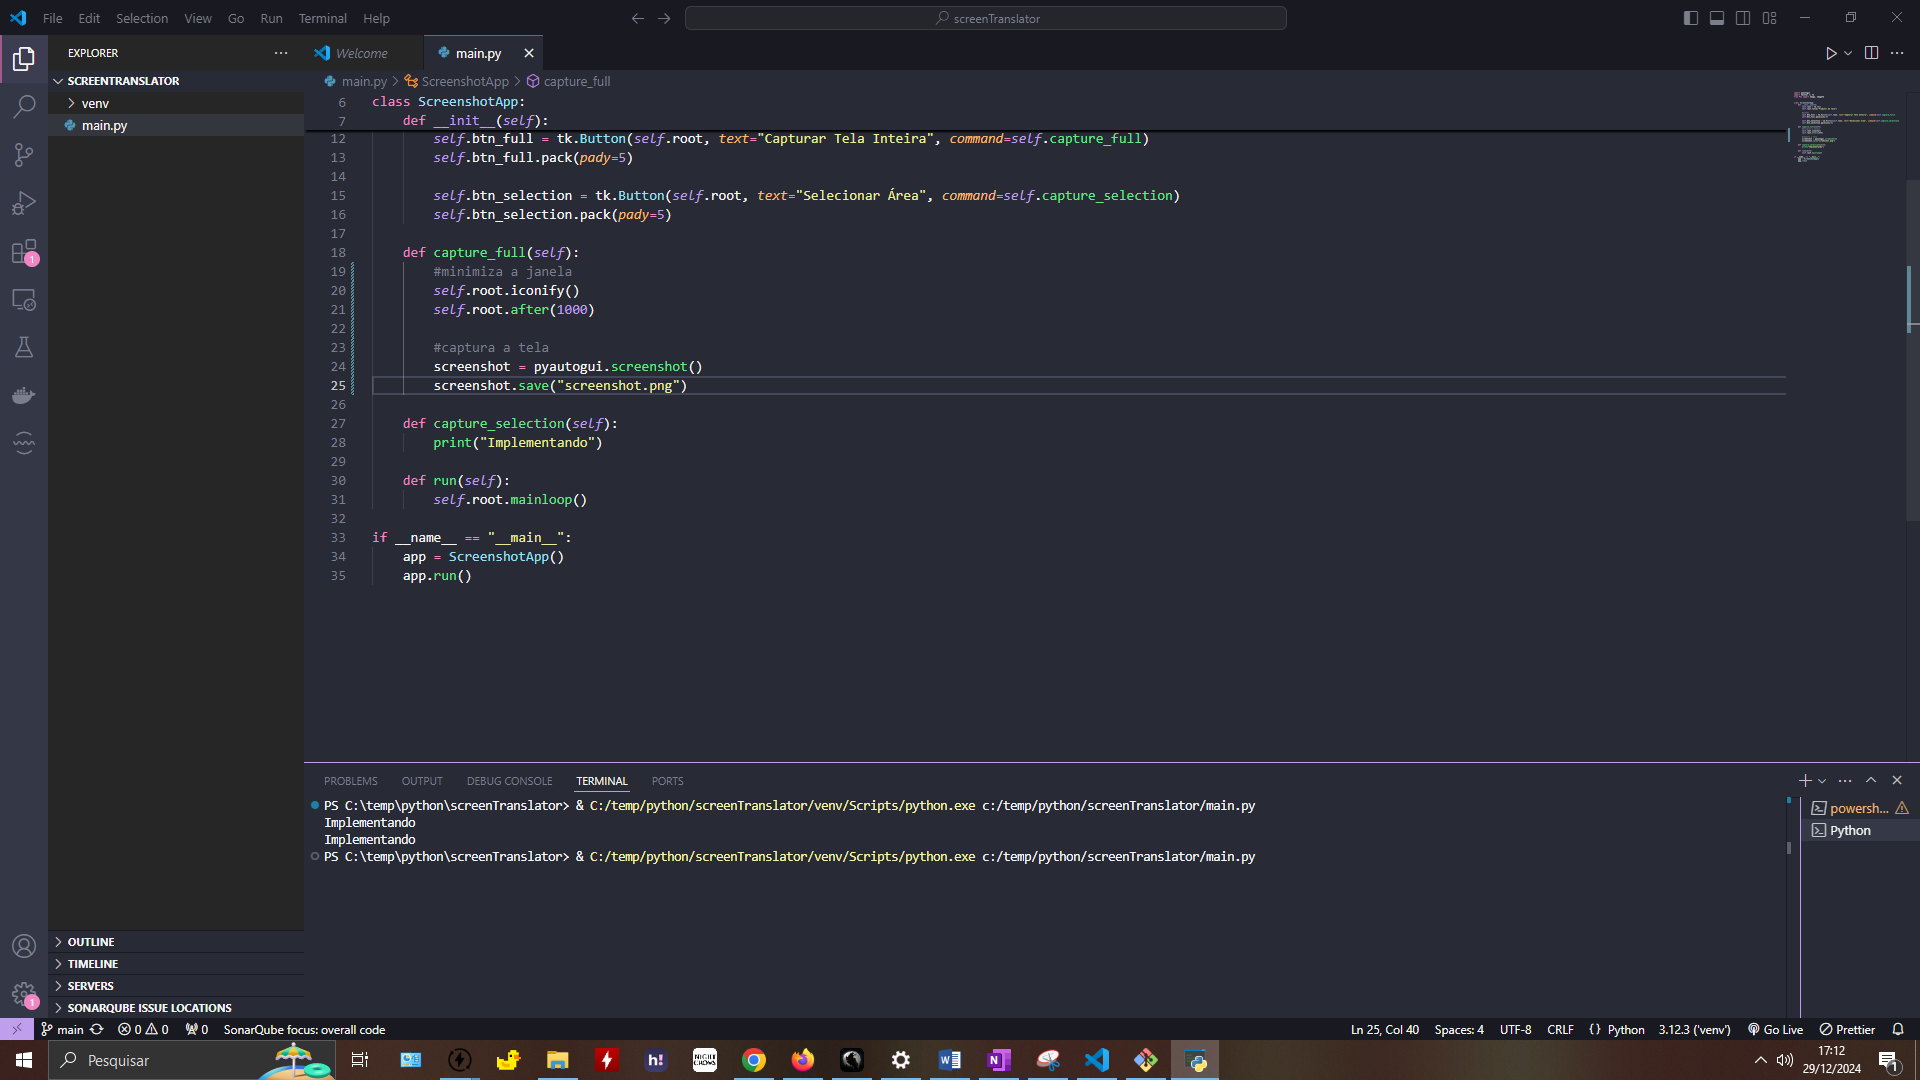 File Edit Selection View Go Run Terminal Help
screenTranslator
EXPLORER
SCREENTRANSLATOR
venv
main.py
Welcome
main.py
main.py > ScreenshotApp > capture_full
6 class ScreenshotApp:
7 def __init__(self):
12 self.btn_full = tk.Button(self.root, text="Capturar Tela Inteira", command=self.capture_full)
13 self.btn_full.pack(pady=5)
14
15 self.btn_selection = tk.Button(self.root, text="Selecionar Área", command=self.capture_selection)
16 self.btn_selection.pack(pady=5)
17
18 def capture_full(self):
19 #minimiza a janela
20 self.root.iconify()
21 self.root.after(1000)
22
23 #captura a tela
24 screenshot = pyautogui.screenshot()
25 screenshot.save("screenshot.png")
26
27 def capture_selection(self):
28 print("Implementando")
29
30 def run(self):
31 self.root.mainloop()
32
33 if __name__ == "__main__":
34 app = ScreenshotApp()
35 app.run()
PROBLEMS OUTPUT DEBUG CONSOLE TERMINAL PORTS
PS C:\temp\python\screenTranslator> & C:/temp/python/screenTranslator/venv/Scripts/python.exe c:/temp/python/screenTranslator/main.py
Implementando
Implementando
PS C:\temp\python\screenTranslator> & C:/temp/python/screenTranslator/venv/Scripts/python.exe c:/temp/python/screenTranslator/main.py
powersh...
Python
OUTLINE
TIMELINE
SERVERS
SONARQUBE ISSUE LOCATIONS
1
1
main 0 0 0 SonarQube focus: overall code
Ln 25, Col 40 Spaces: 4 UTF-8 CRLF {} Python 3.12.3 ('venv') Go Live Prettier
Pesquisar
h!
NIGHT CROWS
W
N
17:12
29/12/2024
1